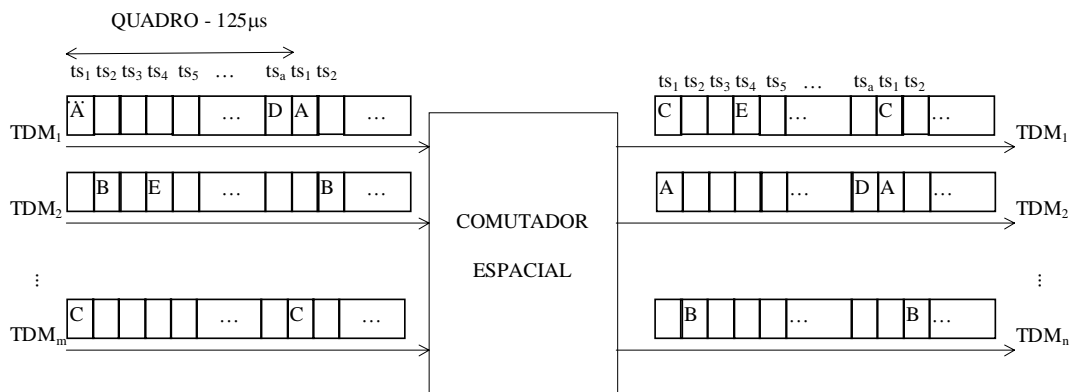 QUADRO - 125μs
ts1 ts2 ts3 ts4 ts5 … tsa ts1 ts2
ts1 ts2 ts3 ts4 ts5 … tsa ts1 ts2
A … D A …
C E … C …
TDM1
TDM1
B E … B …
A … D A …
TDM2
TDM2
COMUTADOR
ESPACIAL
⋮
⋮
C … C …
B … B …
TDMm
TDMn